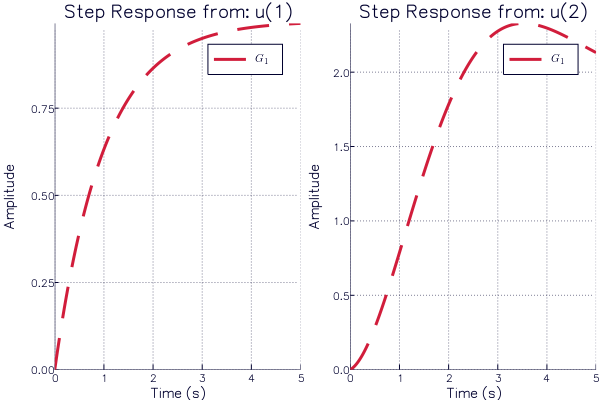 Step Response from: u(1)
Amplitude
0.75
0.50
0.25
0.00
0 1 2 3 4 5
Time (s)
G₁
Step Response from: u(2)
Amplitude
2.0
1.5
1.0
0.5
0.0
0 1 2 3 4 5
Time (s)
G₁